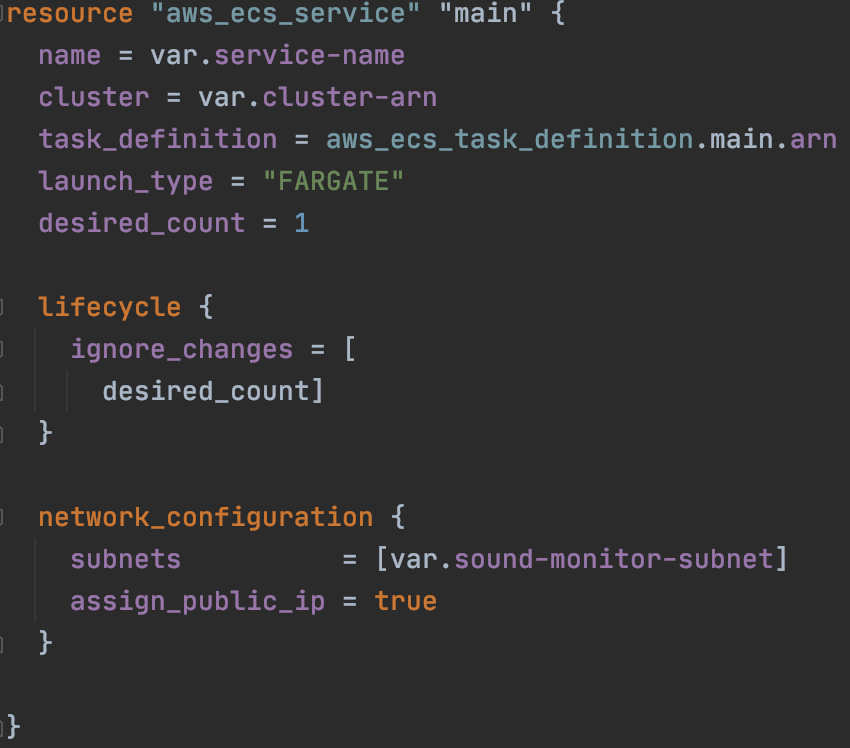 resource "aws_ecs_service" "main" {
  name = var.service-name
  cluster = var.cluster-arn
  task_definition = aws_ecs_task_definition.main.arn
  launch_type = "FARGATE"
  desired_count = 1

  lifecycle {
    ignore_changes = [
      desired_count]
  }

  network_configuration {
    subnets          = [var.sound-monitor-subnet]
    assign_public_ip = true
  }

}